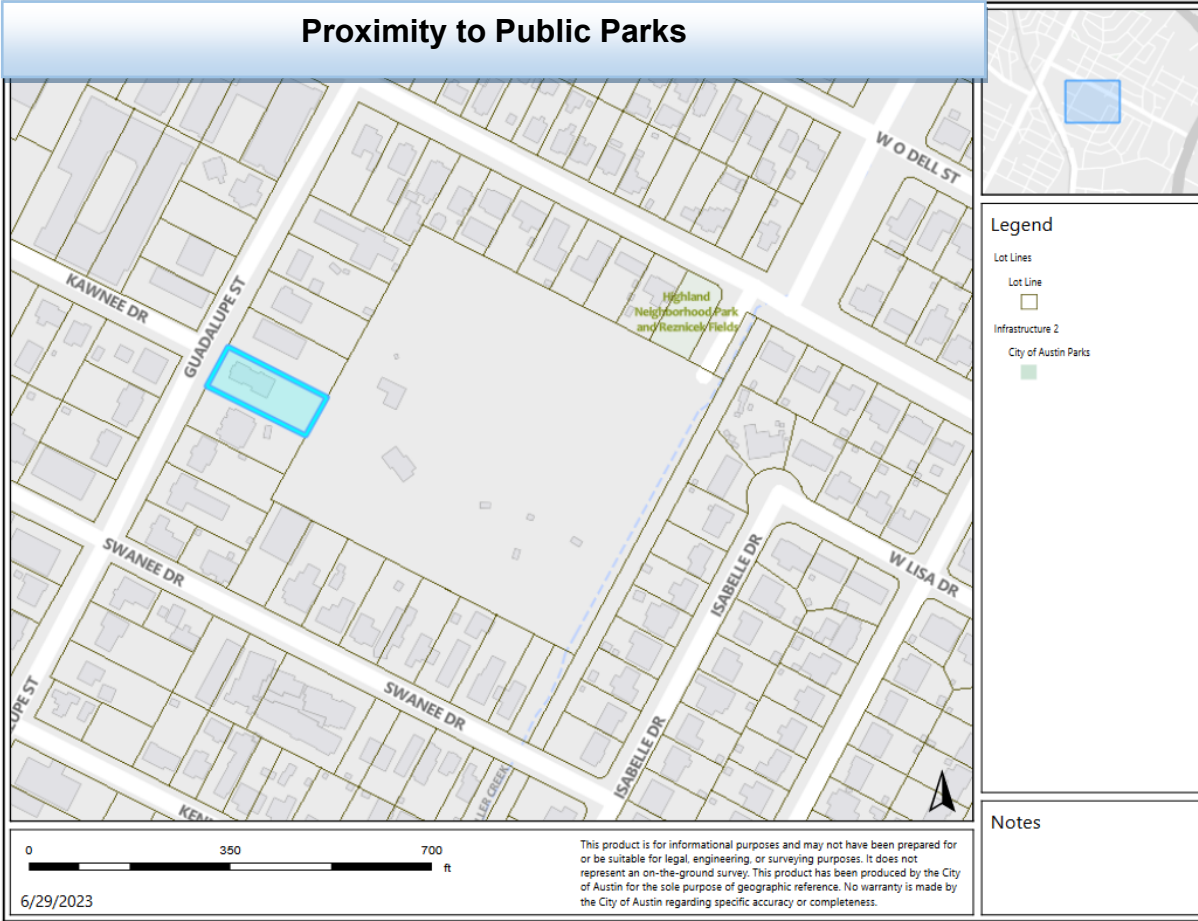 Proximity to Public Parks
W O DELL ST
KAWNEE DR
GUADALUPE ST
Highland
Neighborhood Park
and Reznicek Fields
SWANEE DR
ISABELLE DR
W LISA DR
SWANEE DR
ISABELLE DR
UPE ST
LLER CREEK
KEN
Legend
Lot Lines
Lot Line
Infrastructure 2
City of Austin Parks
Notes
0 350 700
ft
6/29/2023
This product is for informational purposes and may not have been prepared for
or be suitable for legal, engineering, or surveying purposes. It does not
represent an on-the-ground survey. This product has been produced by the City
of Austin for the sole purpose of geographic reference. No warranty is made by
the City of Austin regarding specific accuracy or completeness.